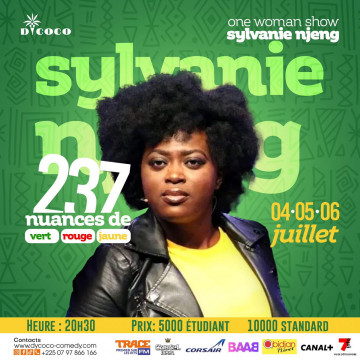 DYCOCO
one woman show
sylvanie njeng
sylvanie
njeng
237
nuances de
vert rouge jaune
04•05•06
juillet
HEURE : 20H30 PRIX: 5000 ÉTUDIANT 10000 STANDARD
Contacts
www.dycoco-comedy.com
+225 07 97 866 166
TRACE FM CORSAIR BAAB CANAL+ 7